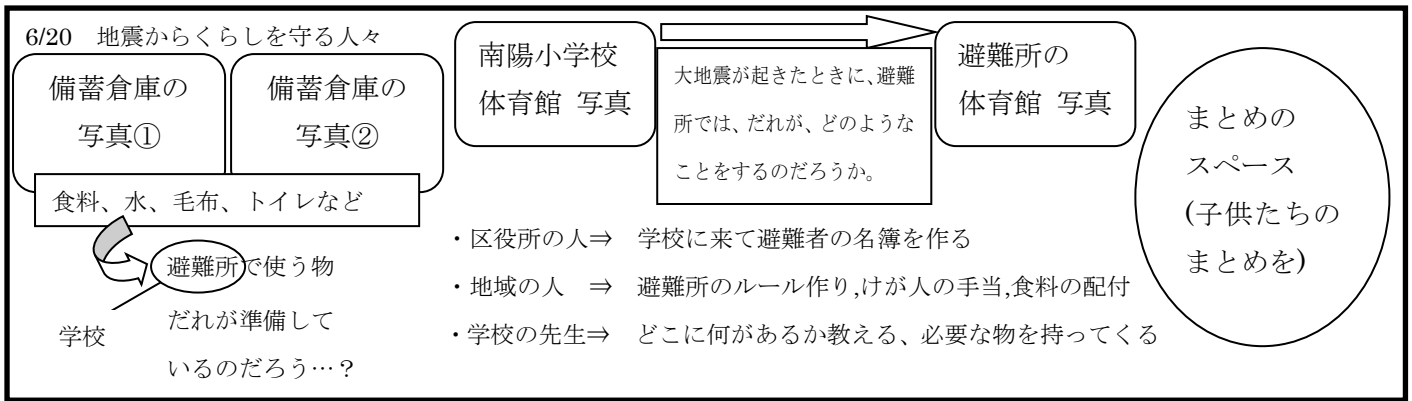 6/20 地震からくらしを守る人々
備蓄倉庫の
写真①
備蓄倉庫の
写真②
食料、水、毛布、トイレなど
避難所で使う物
学校
だれが準備して
いるのだろう…？
南陽小学校
体育館 写真
大地震が起きたときに、避難
所では、だれが、どのような
ことをするのだろうか。
避難所の
体育館 写真
・区役所の人⇒ 学校に来て避難者の名簿を作る
・地域の人 ⇒ 避難所のルール作り,けが人の手当,食料の配付
・学校の先生⇒ どこに何があるか教える、必要な物を持ってくる
まとめの
スペース
(子供たちの
まとめを)